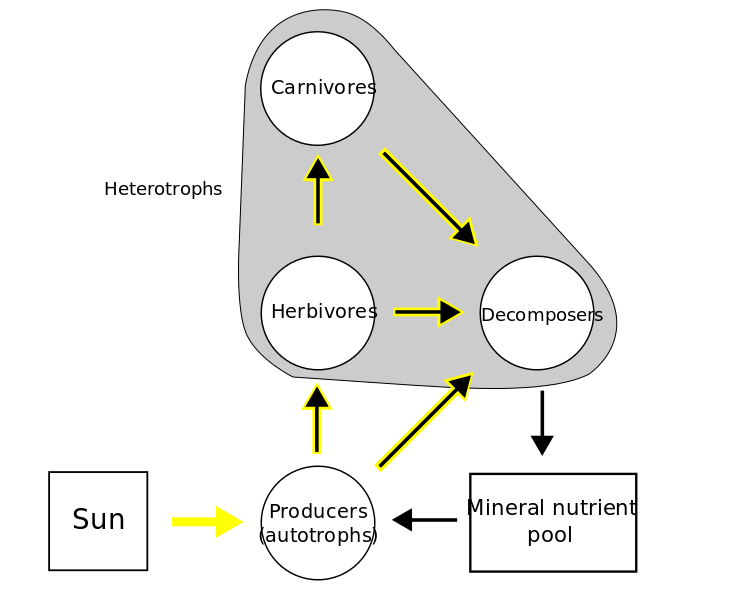 Carnivores
Heterotrophs
Herbivores
Decomposers
Sun
Producers
(autotrophs)
Mineral nutrient
pool